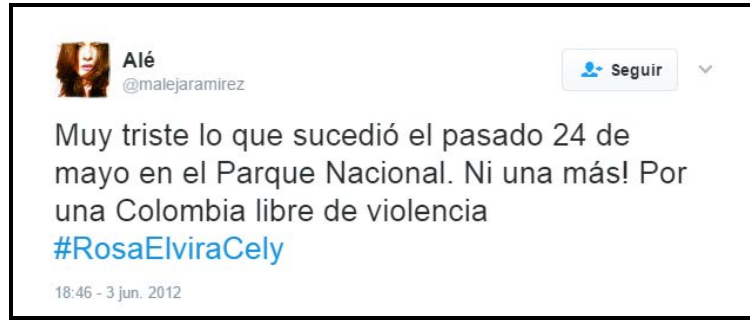 Alé
@malejaramirez
Seguir
Muy triste lo que sucedió el pasado 24 de
mayo en el Parque Nacional. Ni una más! Por
una Colombia libre de violencia
#RosaElviraCely
18:46 - 3 jun. 2012